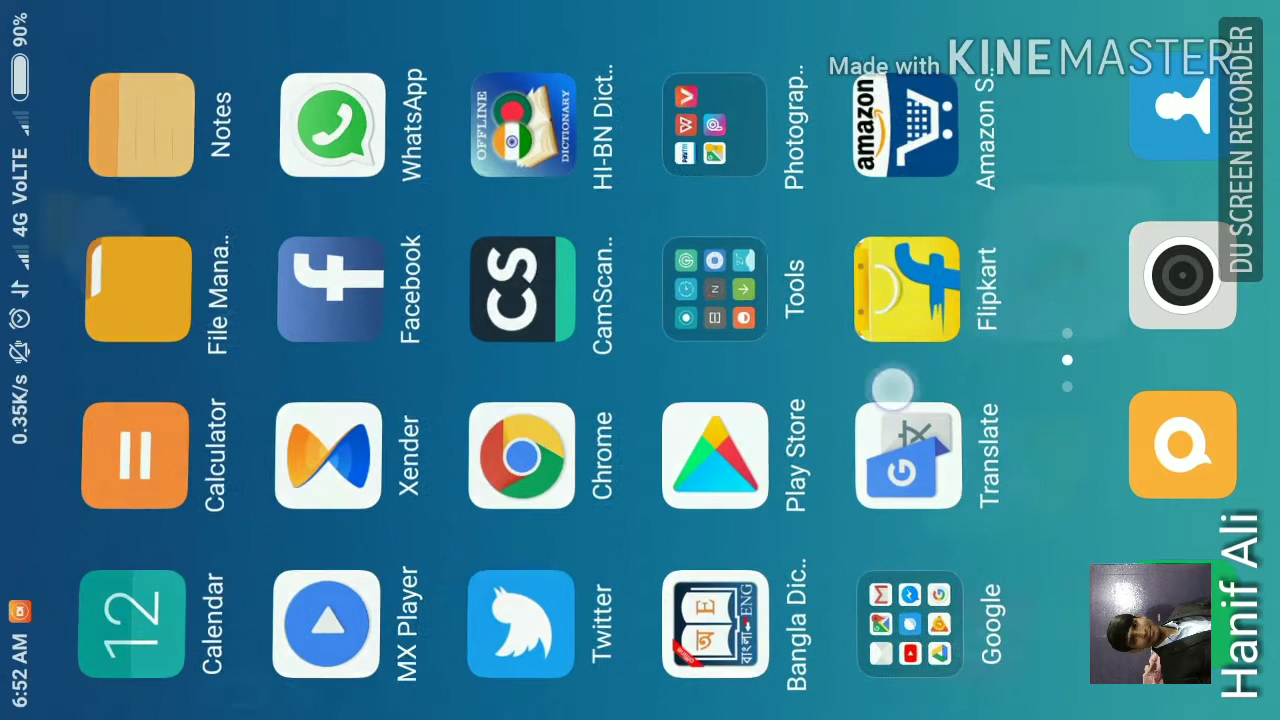 6:52 AM
0.35K/s 4G VoLTE 90%
Made with KINEMASTER
DU SCREEN RECORDER
12
Calendar
Calculator
File Mana..
Notes
MX Player
Xender
Facebook
WhatsApp
Twitter
Chrome
CS
CamScan..
OFFLINE
DICTIONARY
HI-BN Dict..
অ E
বাংলা ENG
Bangla Dic..
Play Store
Tools
Photograp..
Google
G
Translate
Flipkart
amazon
Amazon S..
Hanif Ali